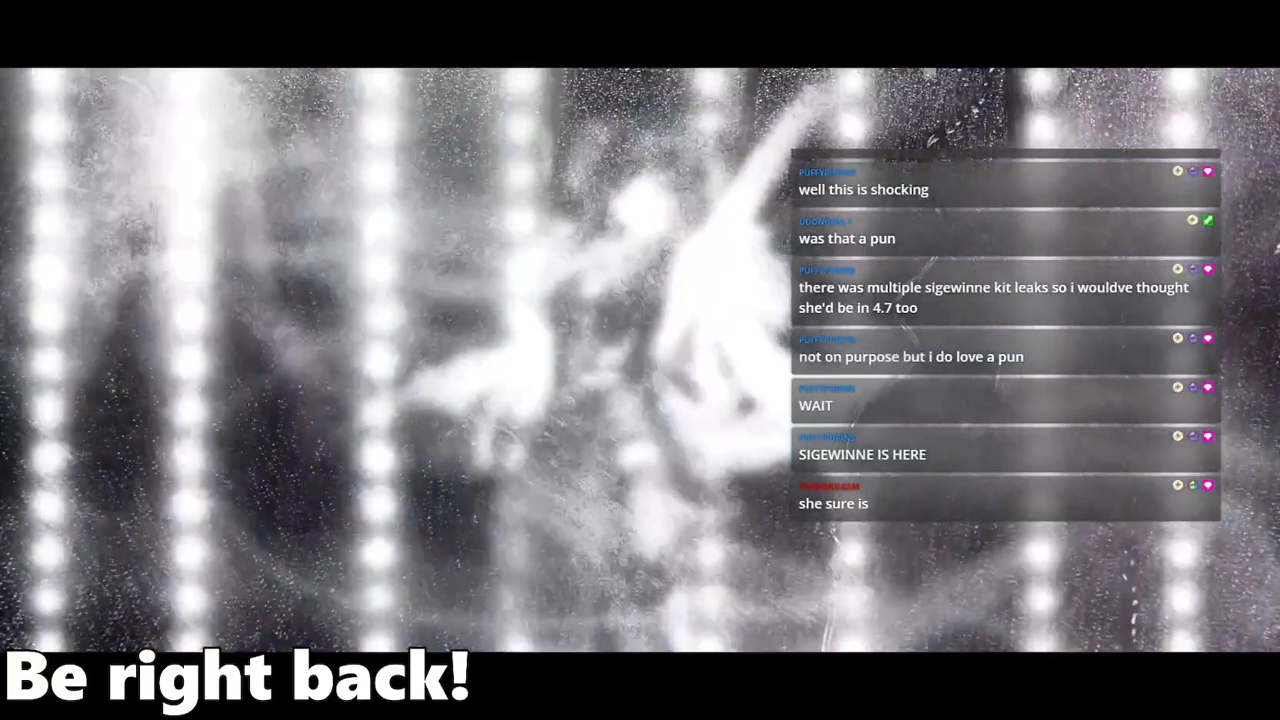 well this is shocking
was that a pun
there was multiple sigewinne kit leaks so i wouldve thought
she'd be in 4.7 too
not on purpose but i do love a pun
WAIT
SIGEWINNE IS HERE
she sure is
Be right back!